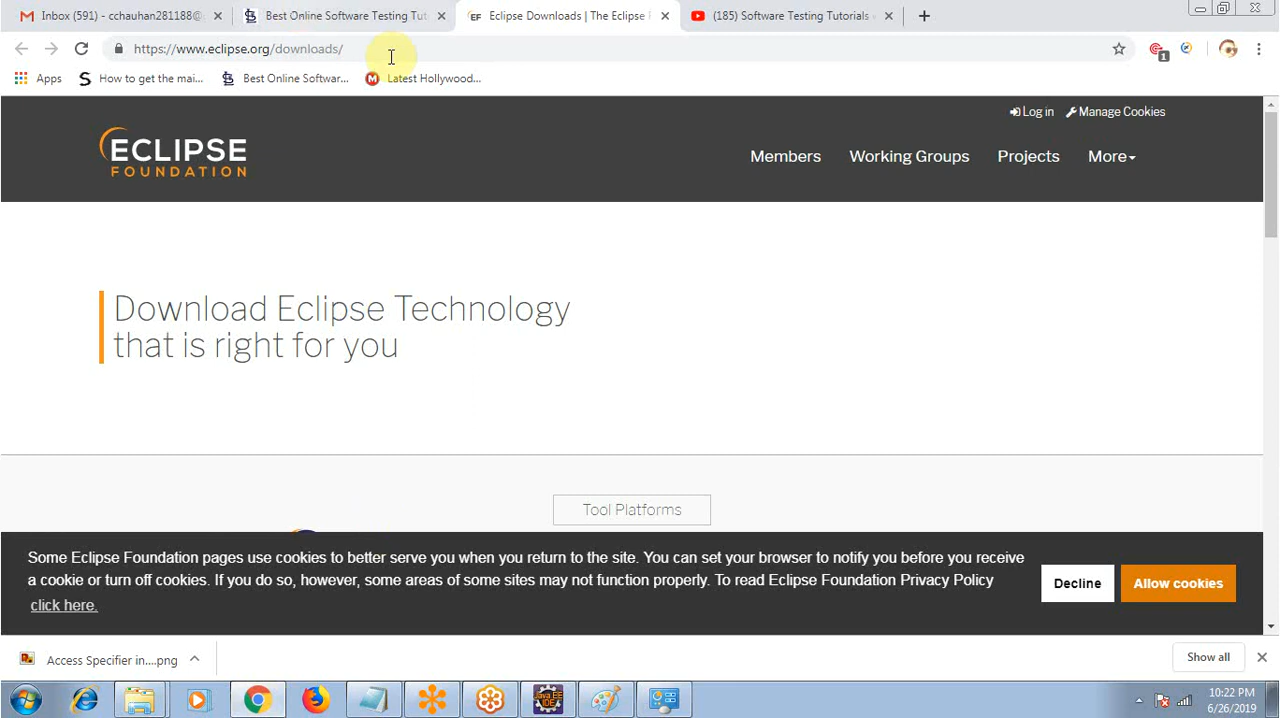 Inbox (591) - cchauhan281188@
Best Online Software Testing Tut
EF Eclipse Downloads | The Eclipse F
(185) Software Testing Tutorials -
https://www.eclipse.org/downloads/
1
Apps
How to get the mai...
Best Online Softwar...
Latest Hollywood...
Log in
Manage Cookies
ECLIPSE
FOUNDATION
Members
Working Groups
Projects
More
Download Eclipse Technology
that is right for you
Tool Platforms
Some Eclipse Foundation pages use cookies to better serve you when you return to the site. You can set your browser to notify you before you receive
a cookie or turn off cookies. If you do so, however, some areas of some sites may not function properly. To read Eclipse Foundation Privacy Policy
click here.
Decline
Allow cookies
Access Specifier in....png
Show all
Java EE
IDE
10:22 PM
6/26/2019